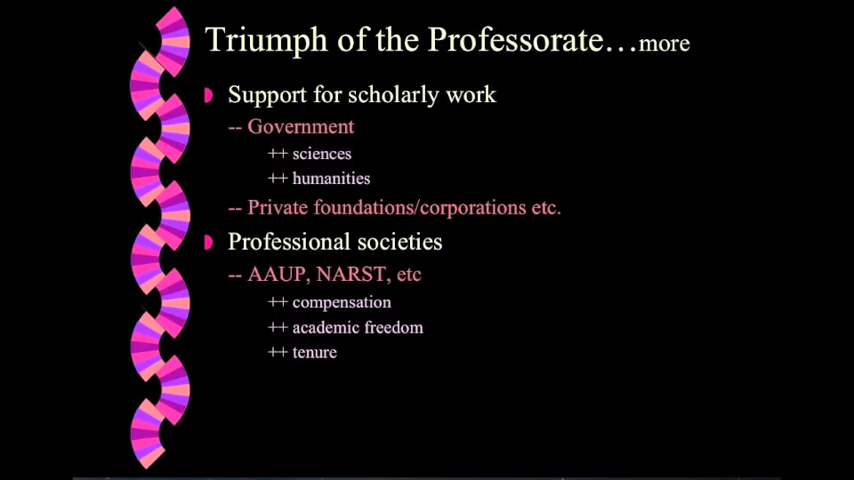 Triumph of the Professorate…more
Support for scholarly work
-- Government
++ sciences
++ humanities
-- Private foundations/corporations etc.
Professional societies
-- AAUP, NARST, etc
++ compensation
++ academic freedom
++ tenure